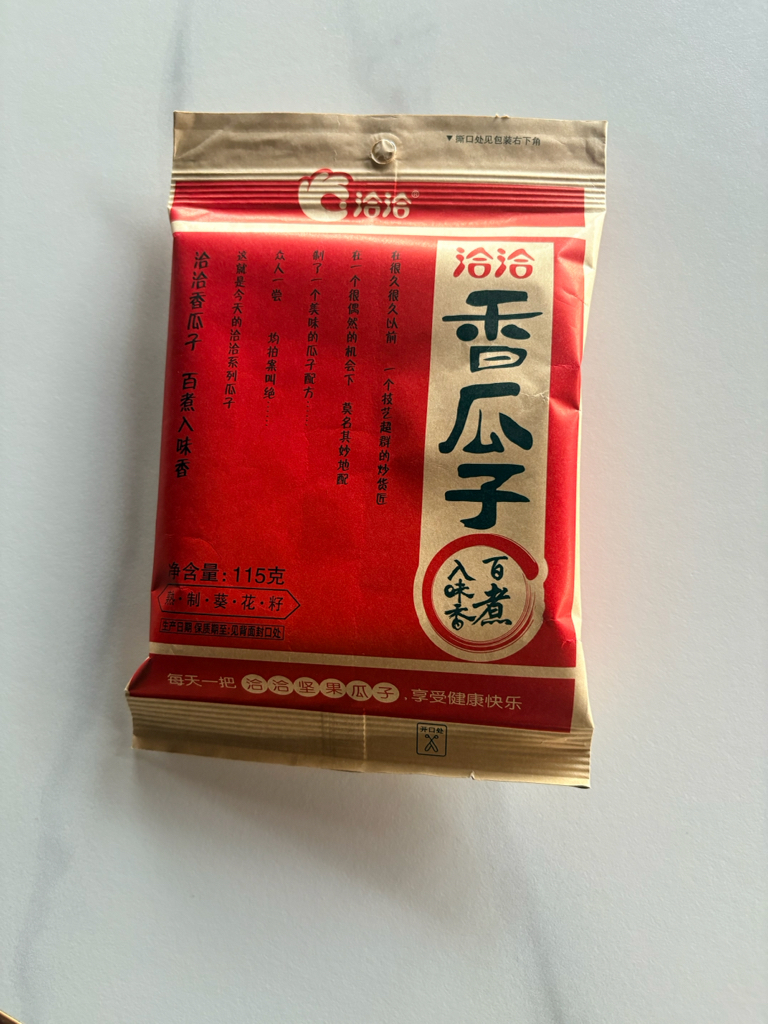 ▼撕口处见包装右下角
洽洽®
洽洽
香瓜子
百煮
入味香
在很久很久以前 一个技艺超群的炒货匠
在一个很偶然的机会下 莫名其妙地配
制了一个美味的瓜子配方……
众人一尝 均拍案叫绝……
这就是今天的洽洽系列瓜子……
洽洽香瓜子 百煮入味香
净含量：115克
制·葵·花·籽
生产日期 保质期至：见背面封口处
每天一把 洽洽坚果瓜子，享受健康快乐
开口处